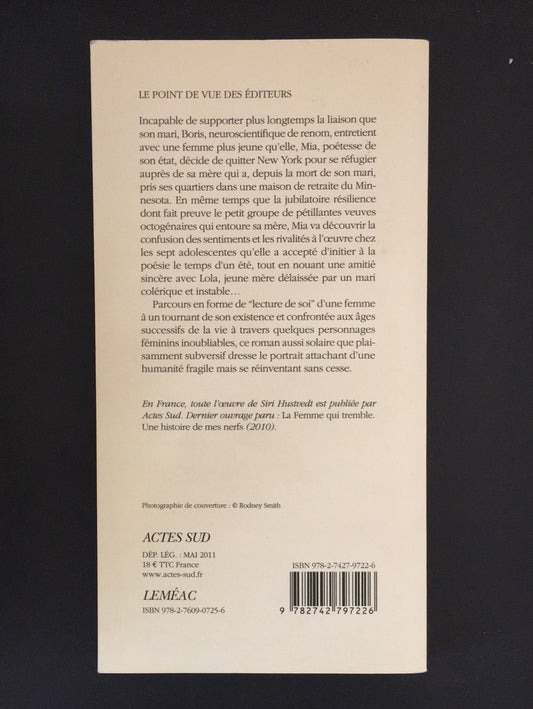 LE POINT DE VUE DES ÉDITEURS
Incapable de supporter plus longtemps la liaison que
son mari, Boris, neuroscientifique de renom, entretient
avec une femme plus jeune qu'elle, Mia, poétesse de
son état, décide de quitter New York pour se réfugier
auprès de sa mère qui a, depuis la mort de son mari,
pris ses quartiers dans une maison de retraite du Min-
nesota. En même temps que la jubilatoire résilience
dont fait preuve le petit groupe de pétillantes veuves
octogénaires qui entoure sa mère, Mia va découvrir la
confusion des sentiments et les rivalités à l'œuvre chez
les sept adolescentes qu'elle a accepté d'initier à la
poésie le temps d'un été, tout en nouant une amitié
sincère avec Lola, jeune mère délaissée par un mari
colérique et instable…
Parcours en forme de "lecture de soi" d'une femme
à un tournant de son existence et confrontée aux âges
successifs de la vie à travers quelques personnages
féminins inoubliables, ce roman aussi solaire que plai-
samment subversif dresse le portrait attachant d'une
humanité fragile mais se réinventant sans cesse.
En France, toute l'œuvre de Siri Hustvedt est publiée par
Actes Sud. Dernier ouvrage paru : La Femme qui tremble.
Une histoire de mes nerfs (2010).
Photographie de couverture : © Rodney Smith
ACTES SUD
DÉP. LÉG. : MAI 2011
18 € TTC France
www.actes-sud.fr
LEMÉAC
ISBN 978-2-7609-0725-6
ISBN 978-2-7427-9722-6
9 782742 797226